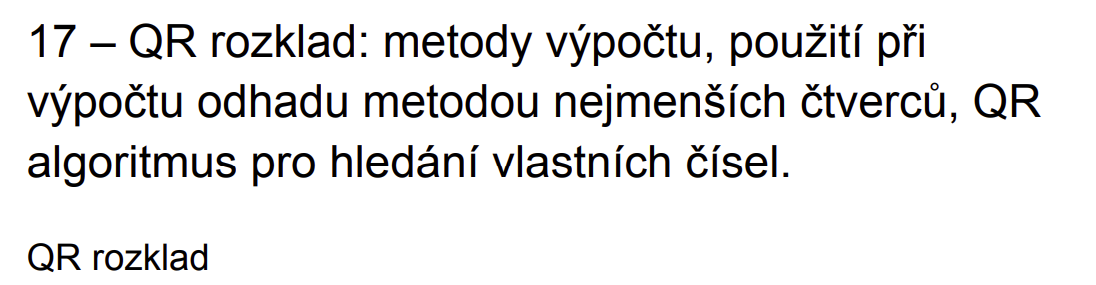 17 – QR rozklad: metody výpočtu, použití při
výpočtu odhadu metodou nejmenších čtverců, QR
algoritmus pro hledání vlastních čísel.
QR rozklad